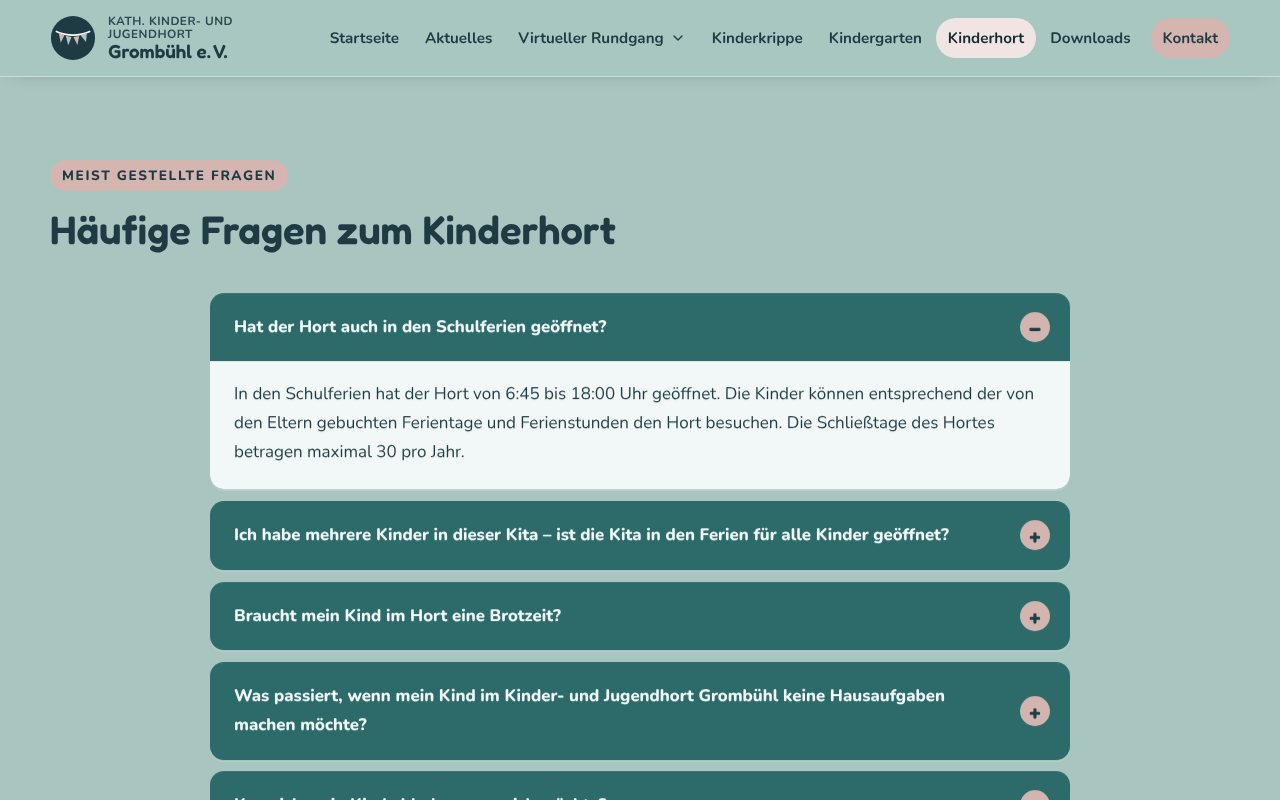 KATH. KINDER- UND
JUGENDHORT
Grombühl e.V.
Startseite
Aktuelles
Virtueller Rundgang
Kinderkrippe
Kindergarten
Kinderhort
Downloads
Kontakt
MEIST GESTELLTE FRAGEN
Häufige Fragen zum Kinderhort
Hat der Hort auch in den Schulferien geöffnet?
In den Schulferien hat der Hort von 6:45 bis 18:00 Uhr geöffnet. Die Kinder können entsprechend der von
den Eltern gebuchten Ferientage und Ferienstunden den Hort besuchen. Die Schließtage des Hortes
betragen maximal 30 pro Jahr.
Ich habe mehrere Kinder in dieser Kita – ist die Kita in den Ferien für alle Kinder geöffnet?
Braucht mein Kind im Hort eine Brotzeit?
Was passiert, wenn mein Kind im Kinder- und Jugendhort Grombühl keine Hausaufgaben
machen möchte?